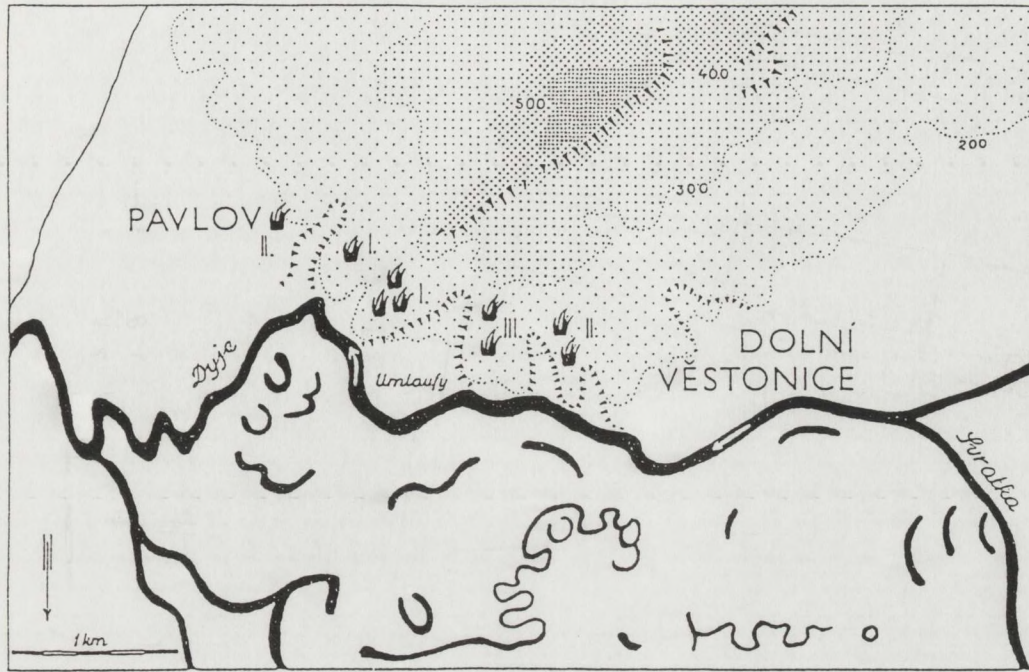 500
400
200
300
PAVLOV
II.
I
I
III
II
DOLNÍ
VĚSTONICE
Dyje
Umlaufy
Svratka
1 km